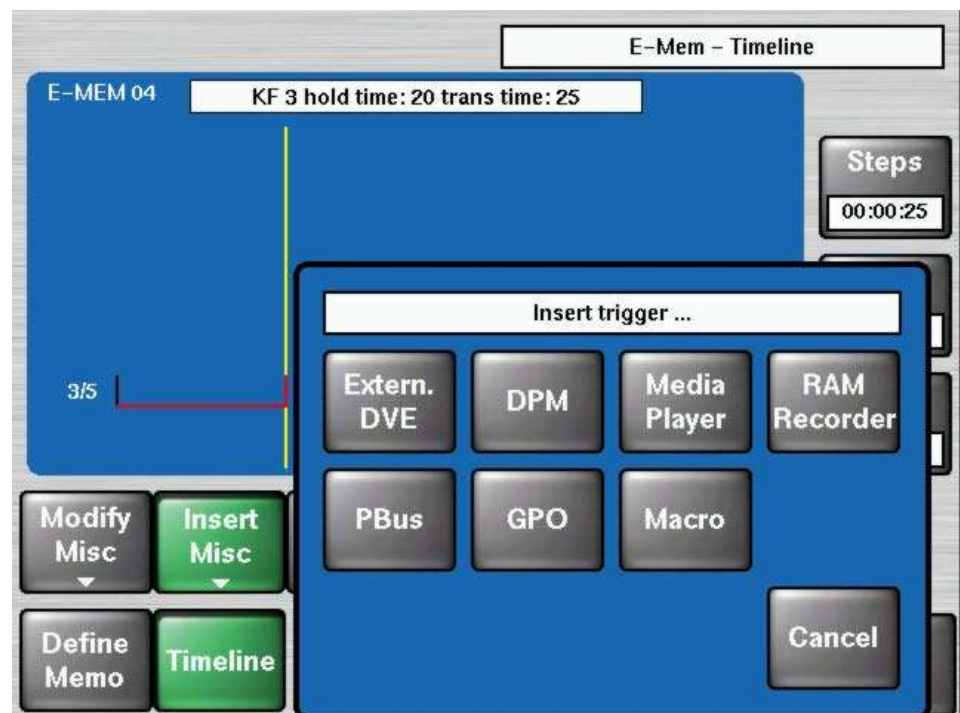 E-Mem - Timeline
E-MEM 04
KF 3 hold time: 20 trans time: 25
Steps
00:00:25
Insert trigger ...
3/5
Extern.
DVE
DPM
Media
Player
RAM
Recorder
PBus
GPO
Macro
Modify
Misc
Insert
Misc
Define
Memo
Timeline
Cancel